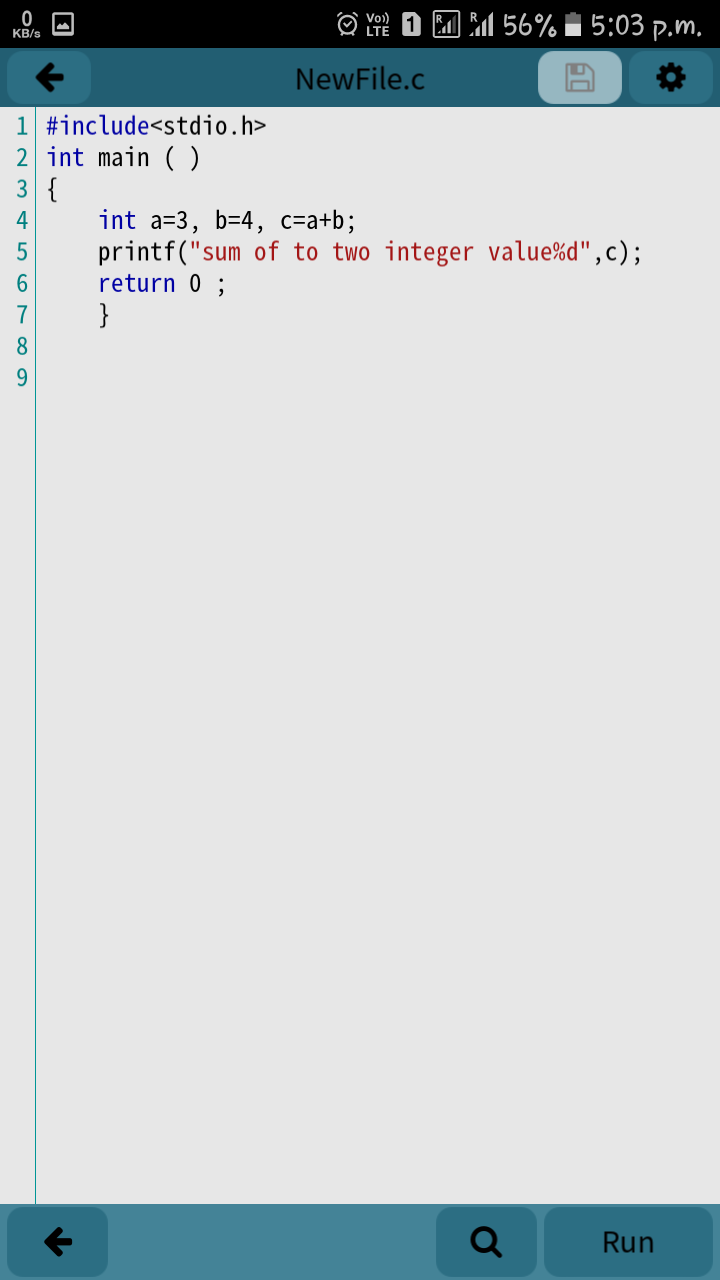 0 KB/s Vo)) LTE 1 R R 56% 5:03 p.m.
NewFile.c
1 #include<stdio.h>
2 int main ( )
3 {
4     int a=3, b=4, c=a+b;
5     printf("sum of to two integer value%d",c);
6     return 0 ;
7     }
8
9
Run